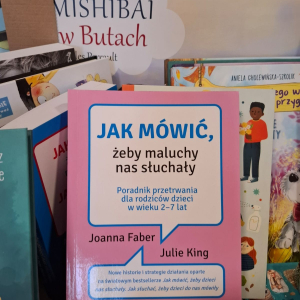 MISHIBAI
w Butach
ANIELA CHOLEWIŃSKA-SZKOLIK
JAK MÓWIĆ,
żeby maluchy
nas słuchały
Poradnik przetrwania
dla rodziców dzieci
w wieku 2–7 lat
Joanna Faber
Julie King
Nowe historie i strategie działania oparte
na światowym bestsellerze Jak mówić, żeby dzieci
nas słuchały. Jak słuchać, żeby dzieci do nas mówiły